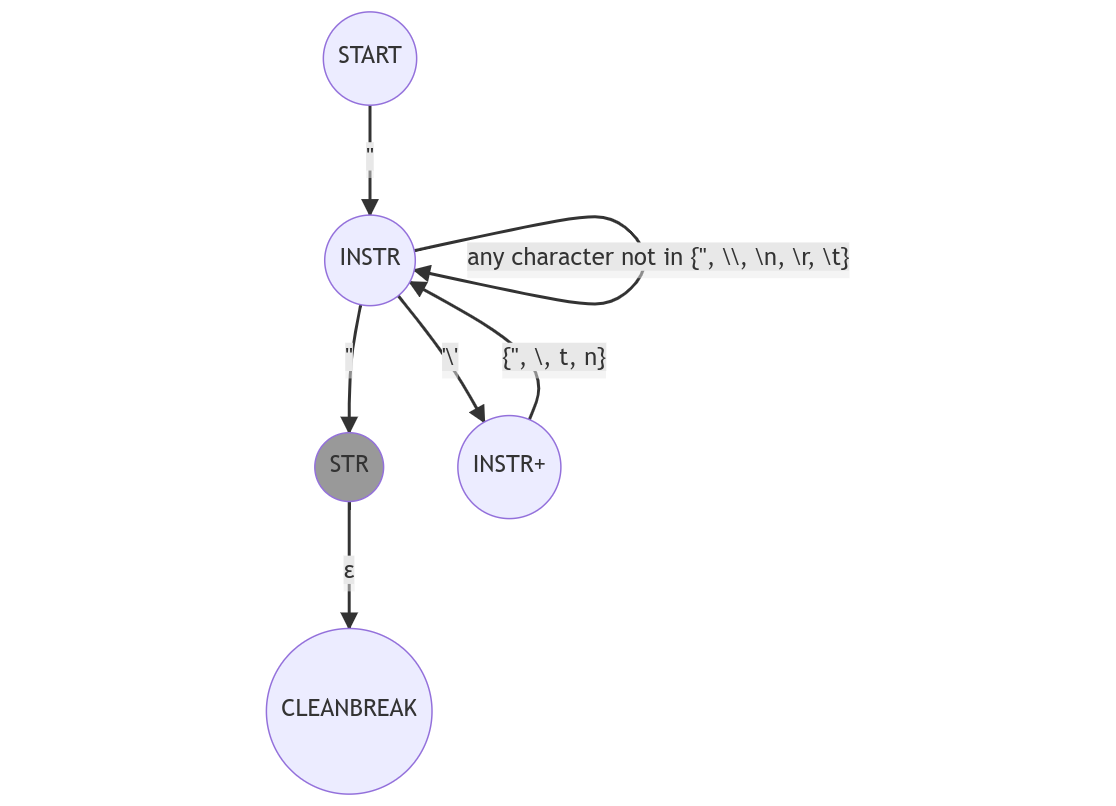 START
"
INSTR
any character not in {", \\, \n, \r, \t}
"
'\'
{", \, t, n}
STR
INSTR+
ε
CLEANBREAK